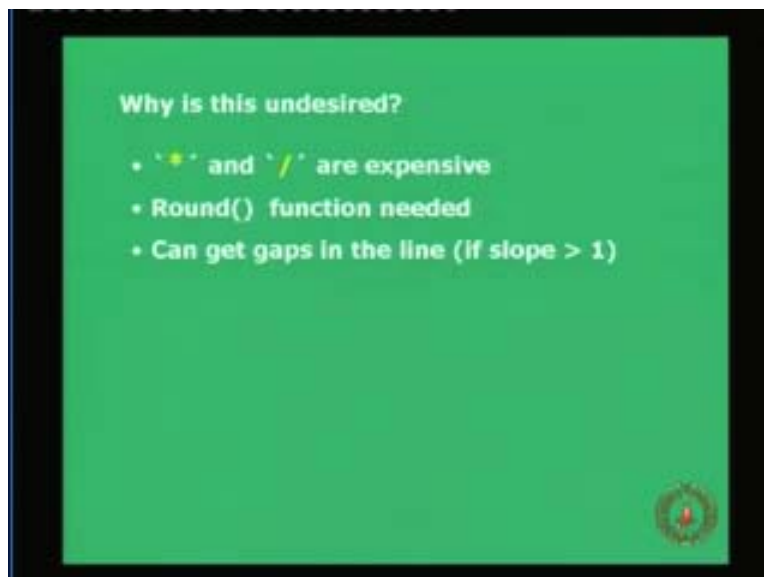 Why is this undesired?
• `*´ and `/´ are expensive
• Round() function needed
• Can get gaps in the line (if slope > 1)